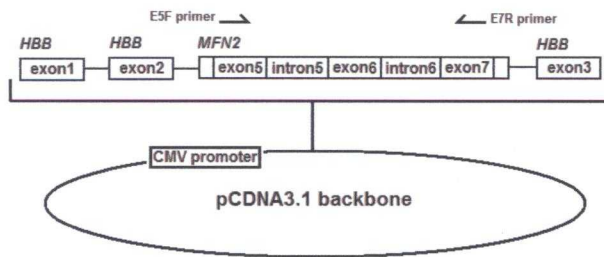 E5F primer
E7R primer
HBB HBB MFN2 HBB
exon1 exon2 exon5 intron5 exon6 intron6 exon7 exon3
CMV promoter
pCDNA3.1 backbone